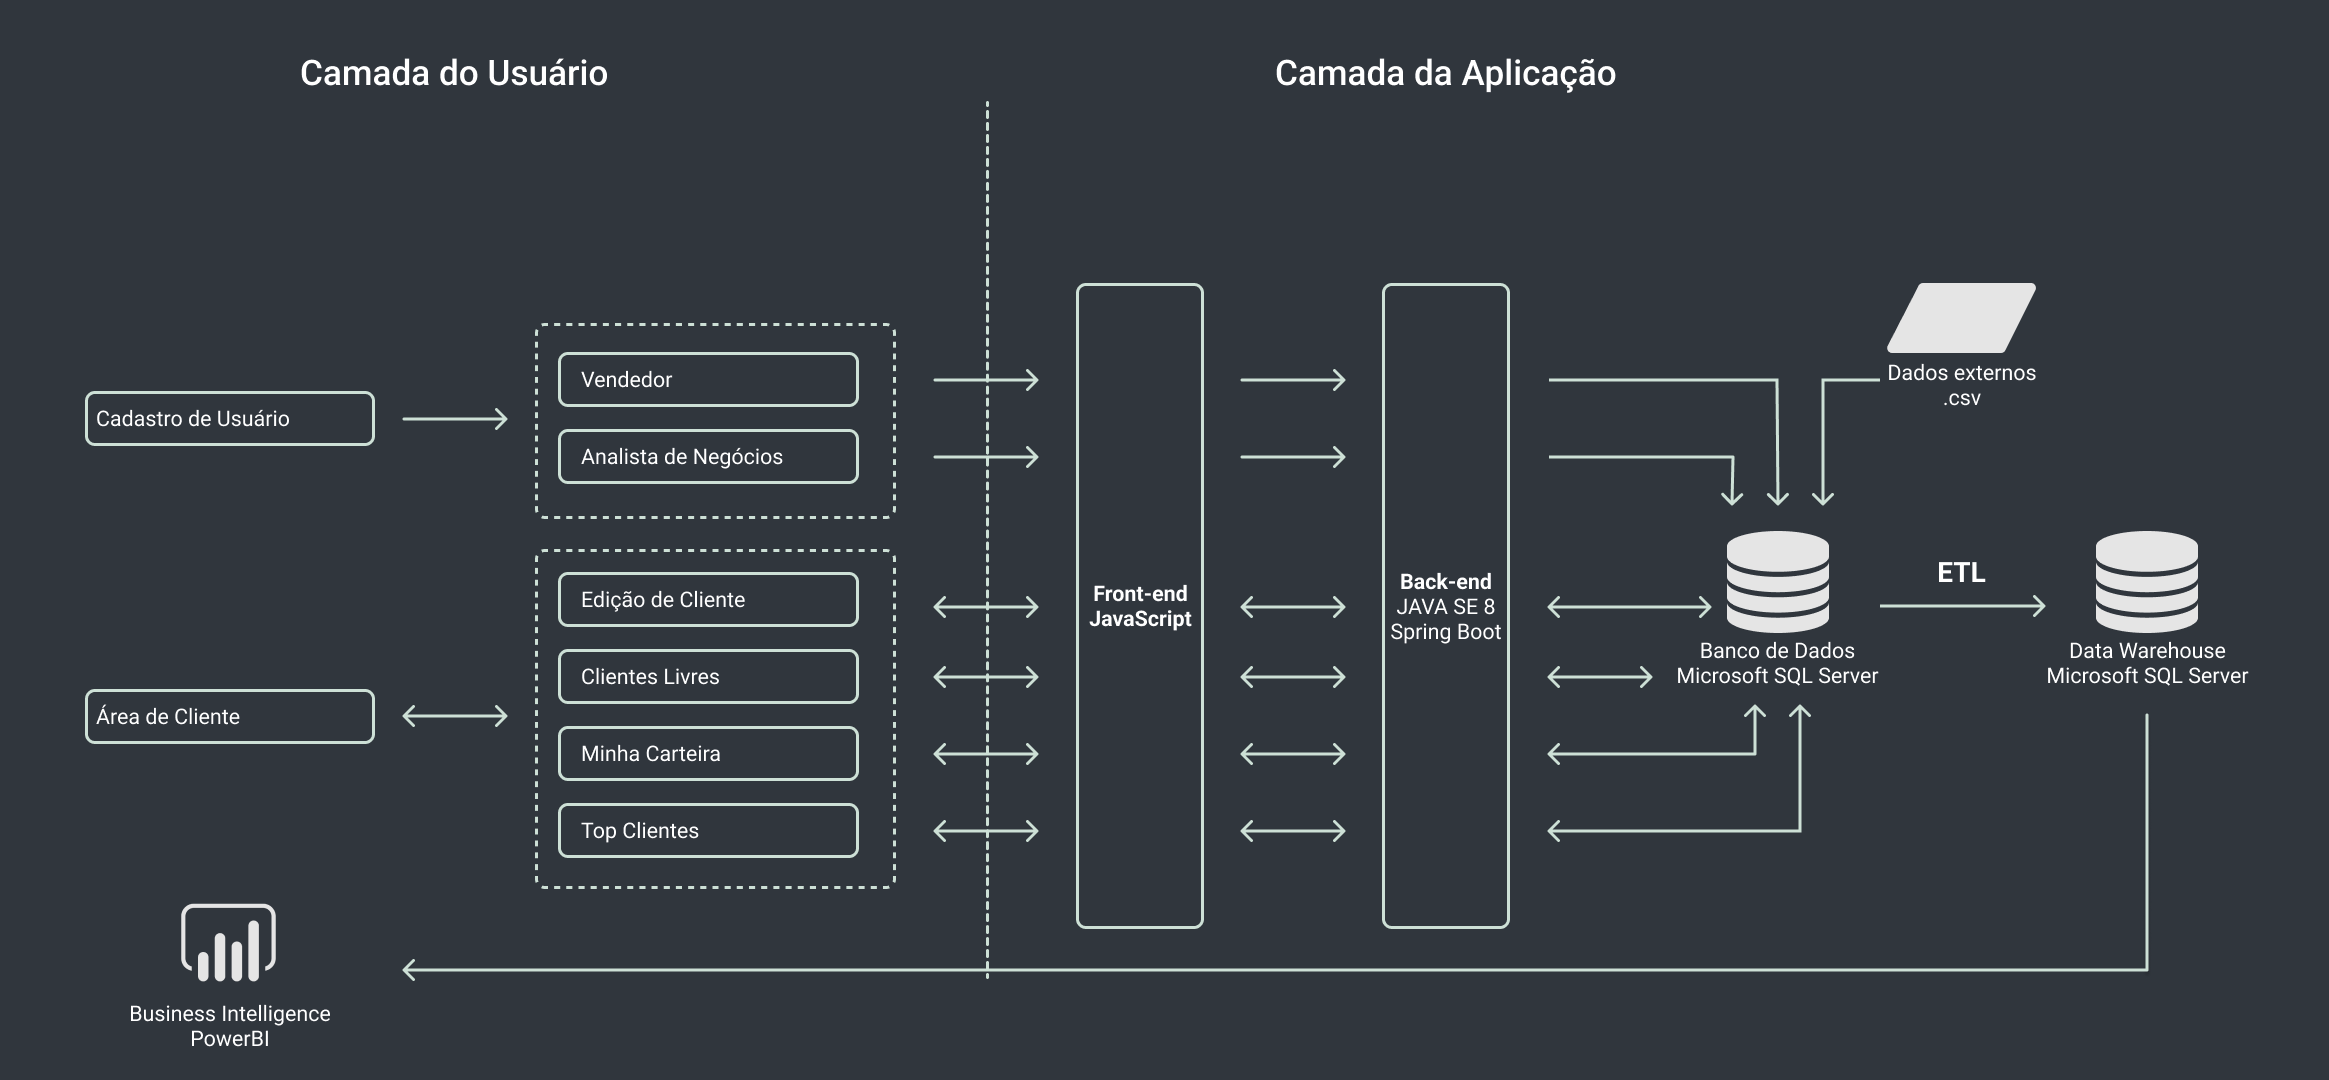 Camada do Usuário
Camada da Aplicação
Cadastro de Usuário
Vendedor
Analista de Negócios
Área de Cliente
Edição de Cliente
Clientes Livres
Minha Carteira
Top Clientes
Front-end
JavaScript
Back-end
JAVA SE 8
Spring Boot
Dados externos
.csv
Banco de Dados
Microsoft SQL Server
ETL
Data Warehouse
Microsoft SQL Server
Business Intelligence
PowerBI